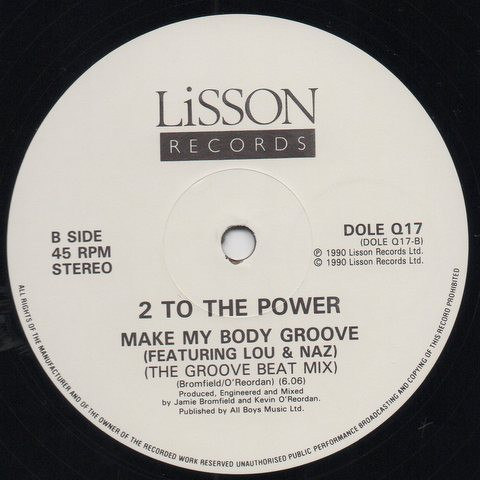 LiSSON
RECORDS
B SIDE
45 RPM
STEREO
DOLE Q17
(DOLE Q17-B)
℗ 1990 Lisson Records Ltd.
© 1990 Lisson Records Ltd.
2 TO THE POWER
MAKE MY BODY GROOVE
(FEATURING LOU & NAZ)
(THE GROOVE BEAT MIX)
(Bromfield/O'Reordan) (6.06)
Produced, Engineered and Mixed
by Jamie Bromfield and Kevin O'Reordan.
Published by All Boys Music Ltd.
ALL RIGHTS OF THE MANUFACTURER AND OF THE OWNER OF THE RECORDED WORK RESERVED UNAUTHORISED PUBLIC PERFORMANCE BROADCASTING AND COPYING OF THIS RECORD PROHIBITED